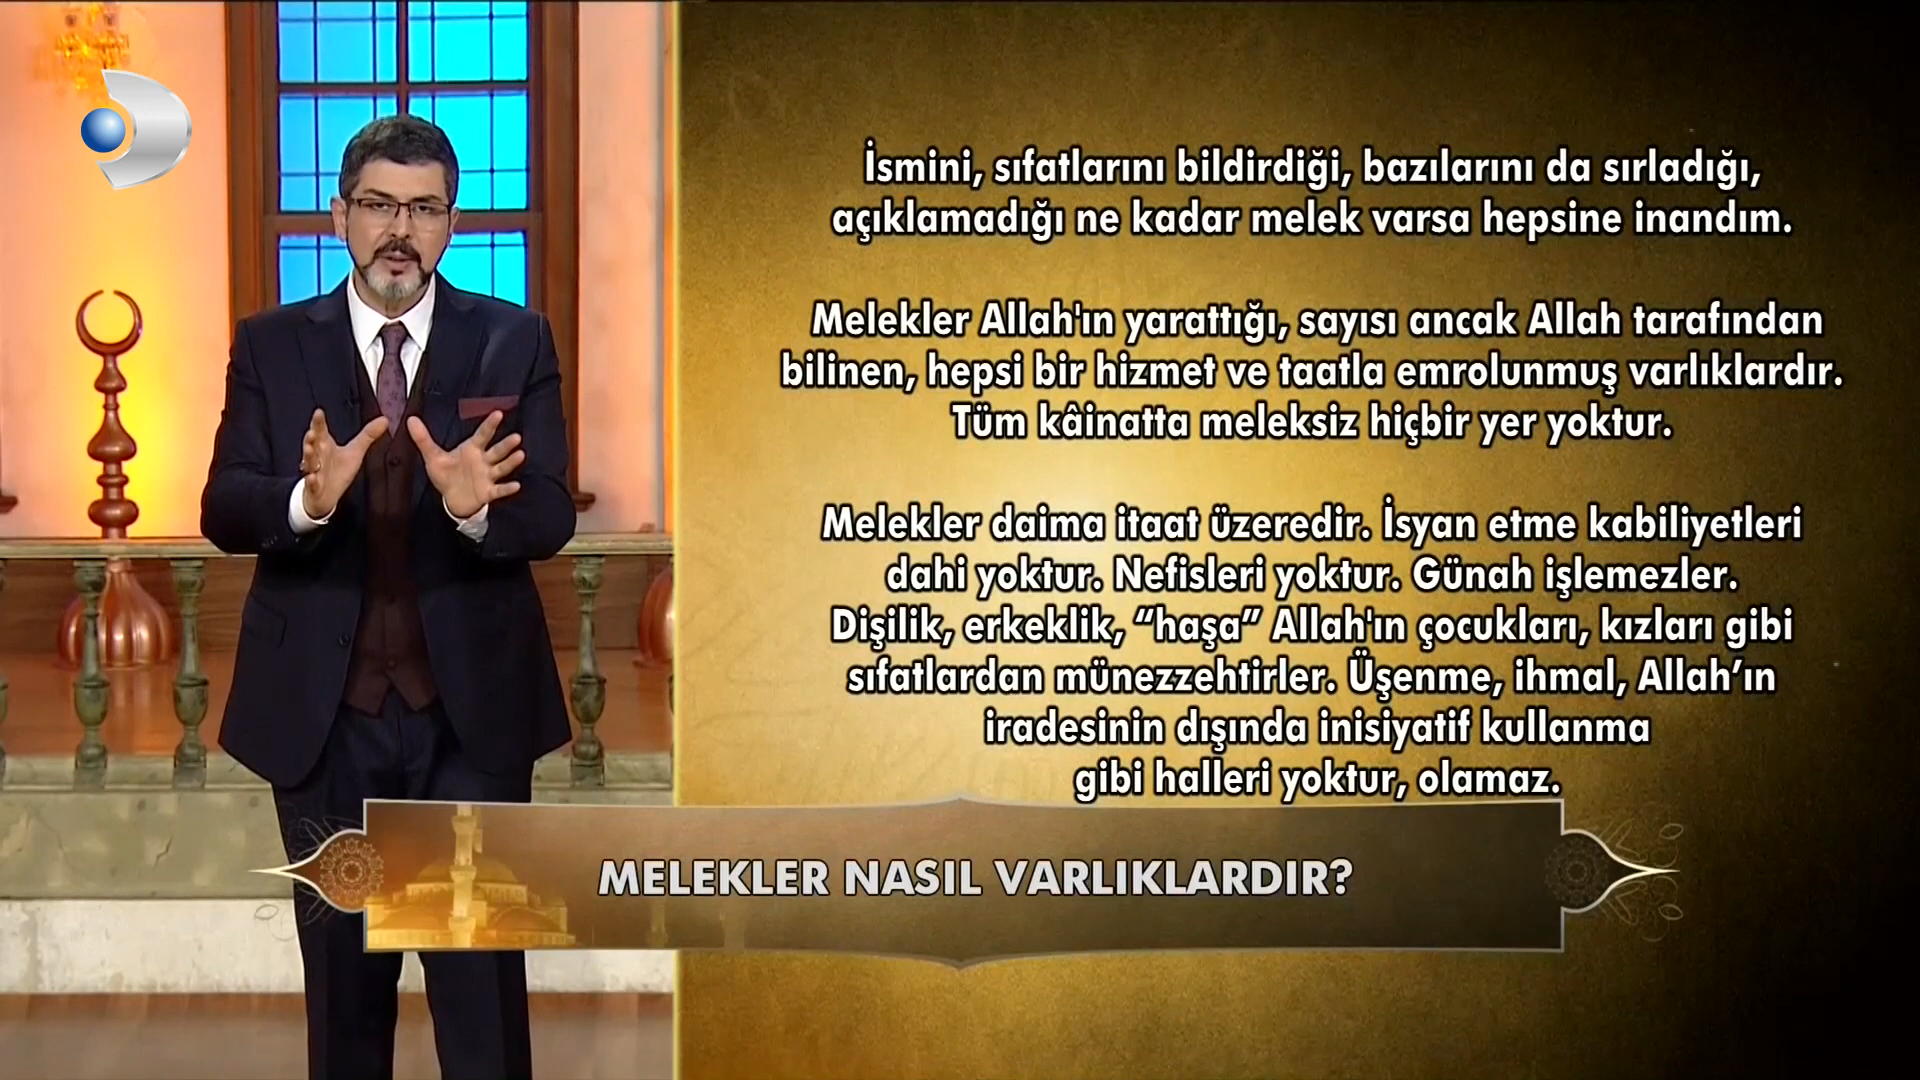 İsmini, sıfatlarını bildirdiği, bazılarını da sırladığı,
açıklamadığı ne kadar melek varsa hepsine inandım.
Melekler Allah'ın yarattığı, sayısı ancak Allah tarafından
bilinen, hepsi bir hizmet ve taatla emrolunmuş varlıklardır.
Tüm kâinatta meleksiz hiçbir yer yoktur.
Melekler daima itaat üzeredir. İsyan etme kabiliyetleri
dahi yoktur. Nefisleri yoktur. Günah işlemezler.
Dişilik, erkeklik, “haşa” Allah'ın çocukları, kızları gibi
sıfatlardan münezzehtirler. Üşenme, ihmal, Allah’ın
iradesinin dışında inisiyatif kullanma
gibi halleri yoktur, olamaz.
MELEKLER NASIL VARLIKLARDIR?